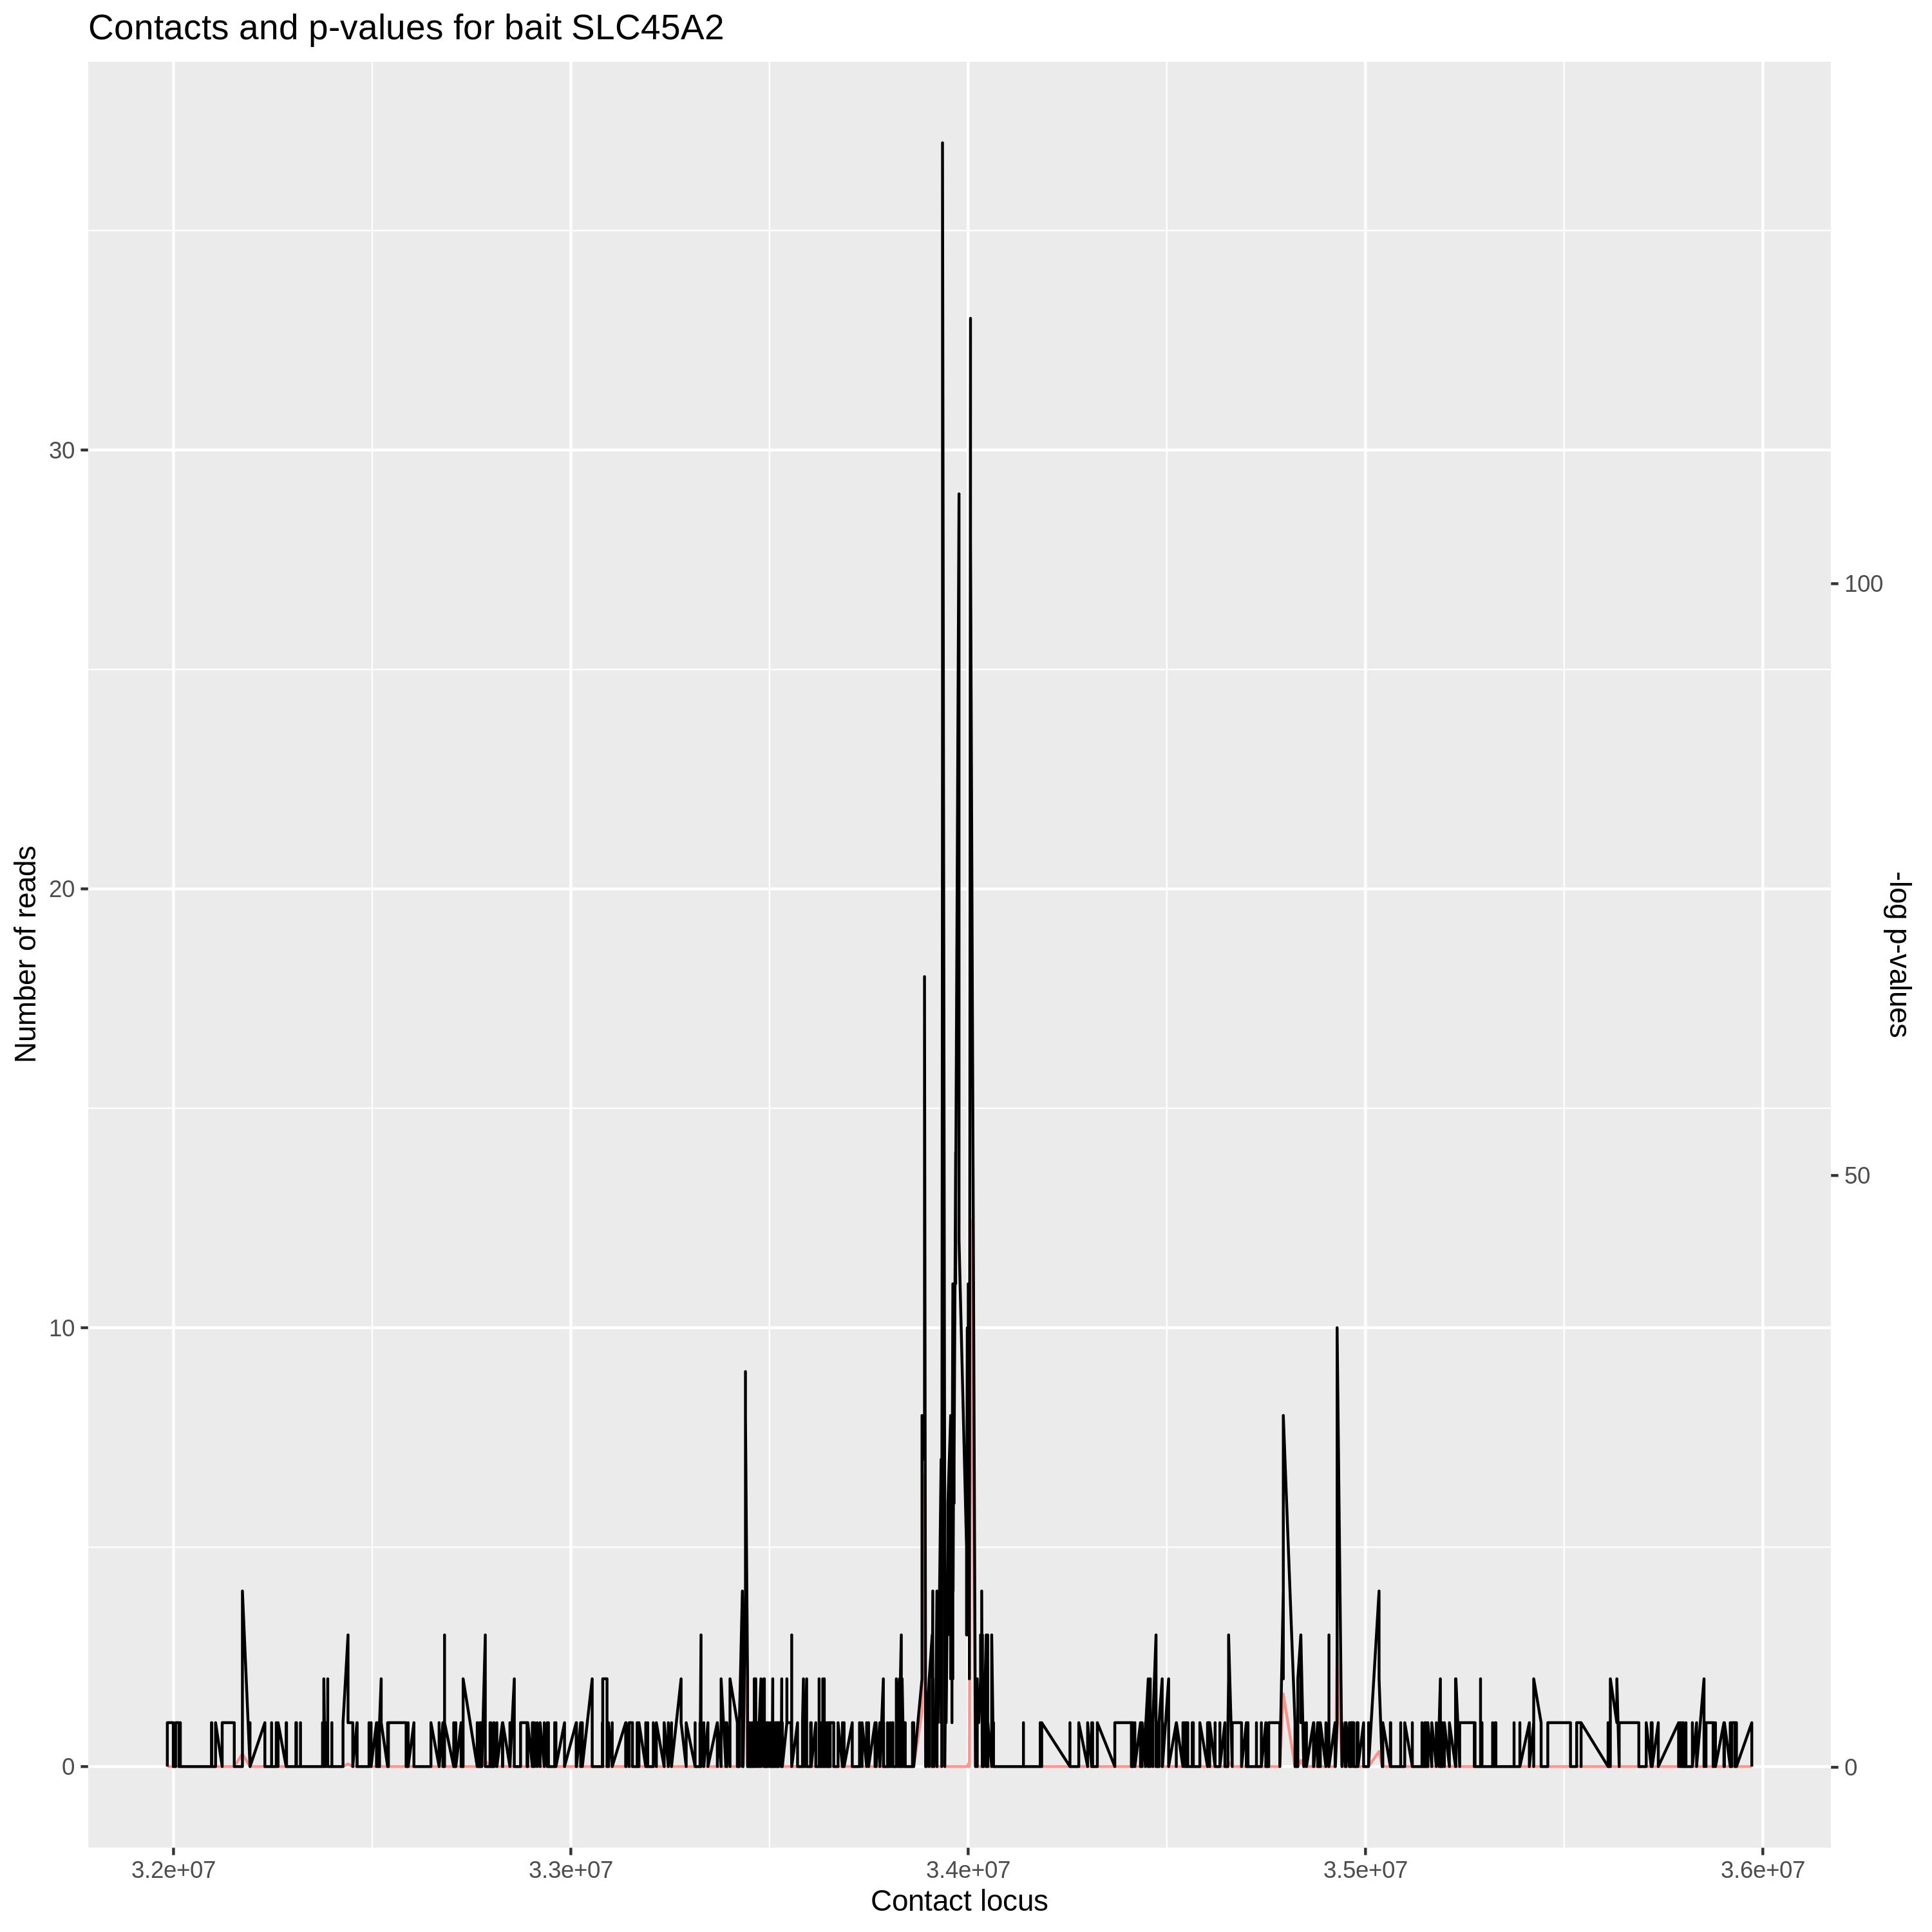 Contacts and p-values for bait SLC45A2
Number of reads
30
20
10
0
100
50
0
-log p-values
3.2e+07 3.3e+07 3.4e+07 3.5e+07 3.6e+07
Contact locus